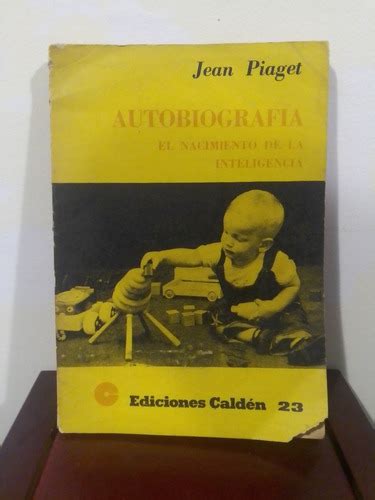 Jean Piaget
AUTOBIOGRAFIA
EL NACIMIENTO DE LA
INTELIGENCIA
Ediciones Caldén 23